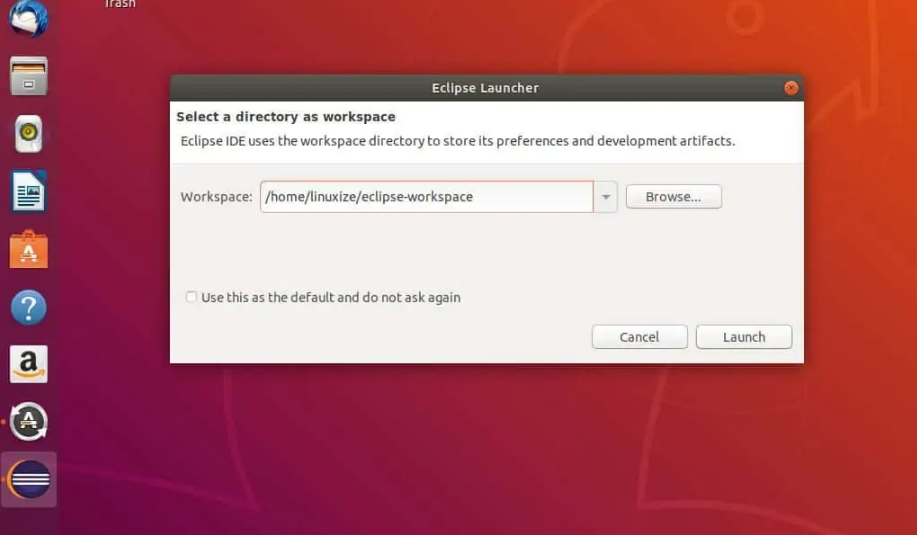 Trash
Eclipse Launcher
Select a directory as workspace
Eclipse IDE uses the workspace directory to store its preferences and development artifacts.
Workspace: /home/linuxize/eclipse-workspace Browse...
Use this as the default and do not ask again
Cancel Launch